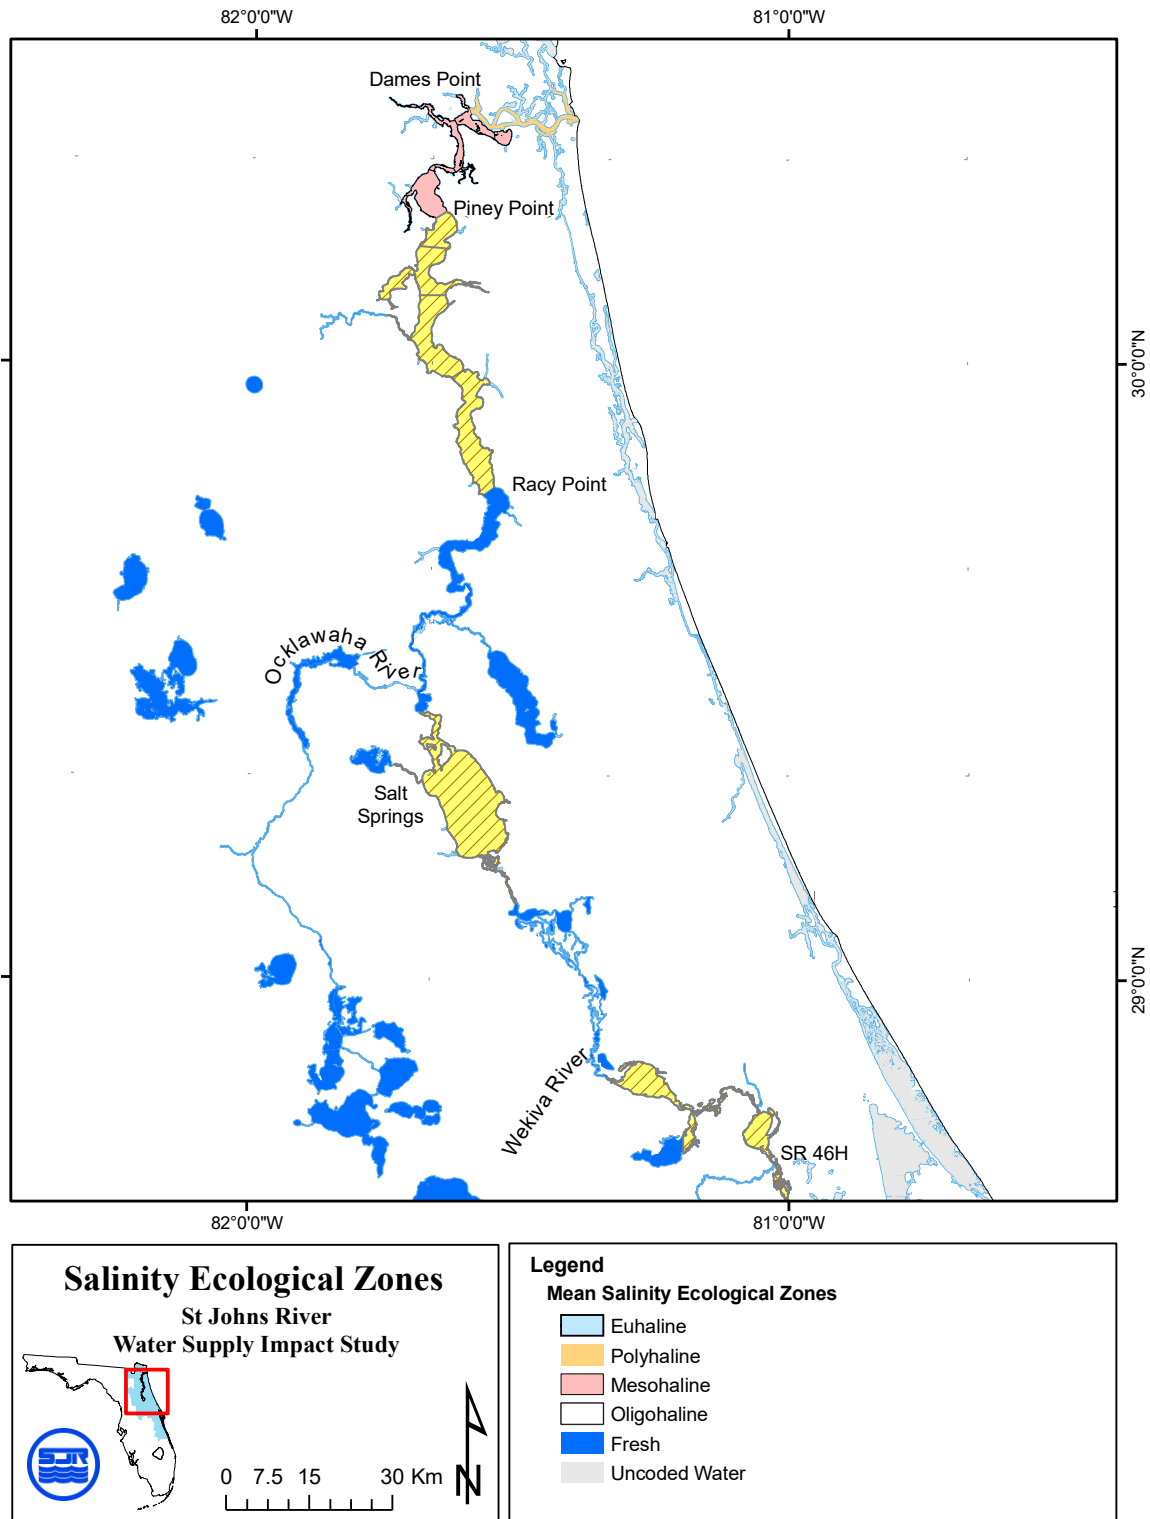 82°0'0"W
81°0'0"W
Dames Point
Piney Point
30°0'0"N
Racy Point
Ocklawaha River
Salt
Springs
29°0'0"N
Wekiva River
SR 46H
82°0'0"W
81°0'0"W
Salinity Ecological Zones
St Johns River
Water Supply Impact Study
SJR
0 7.5 15 30 Km
N
Legend
Mean Salinity Ecological Zones
Euhaline
Polyhaline
Mesohaline
Oligohaline
Fresh
Uncoded Water